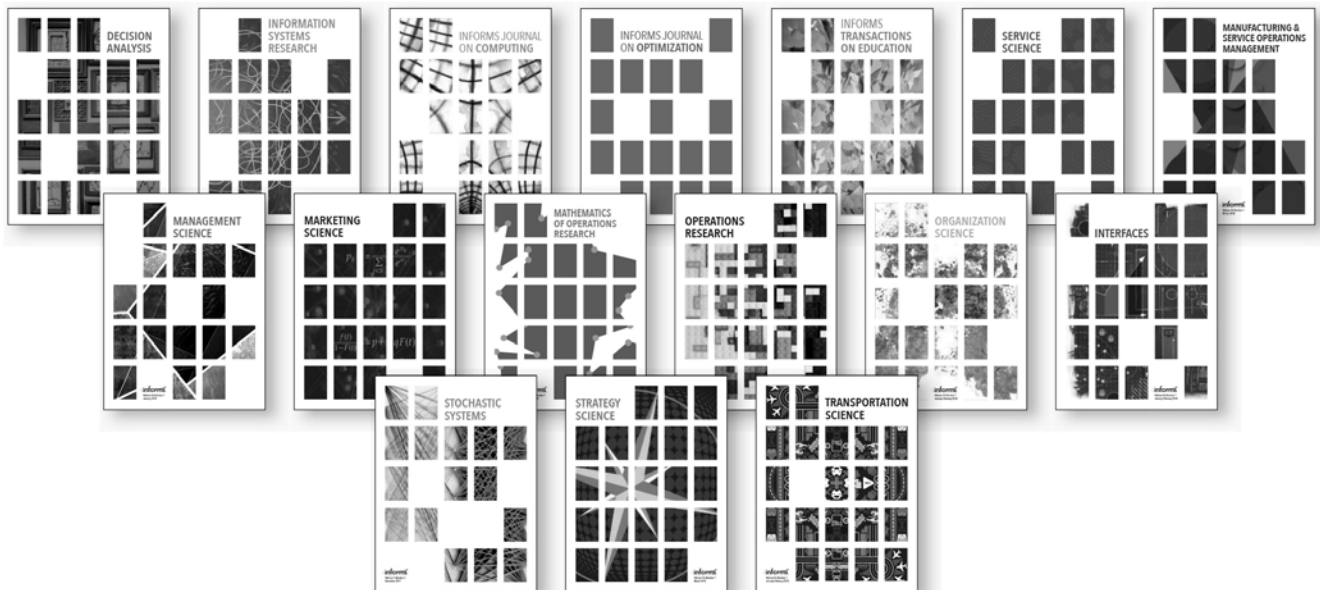 DECISION
ANALYSIS
INFORMATION
SYSTEMS
RESEARCH
INFORMS JOURNAL
ON COMPUTING
INFORMS JOURNAL
ON OPTIMIZATION
INFORMS
TRANSACTIONS
ON EDUCATION
SERVICE
SCIENCE
MANUFACTURING &
SERVICE OPERATIONS
MANAGEMENT
informs
MANAGEMENT
SCIENCE
informs
MARKETING
SCIENCE
MATHEMATICS
OF OPERATIONS
RESEARCH
OPERATIONS
RESEARCH
ORGANIZATION
SCIENCE
informs
INTERFACES
informs
STOCHASTIC
SYSTEMS
informs
STRATEGY
SCIENCE
informs
TRANSPORTATION
SCIENCE
informs